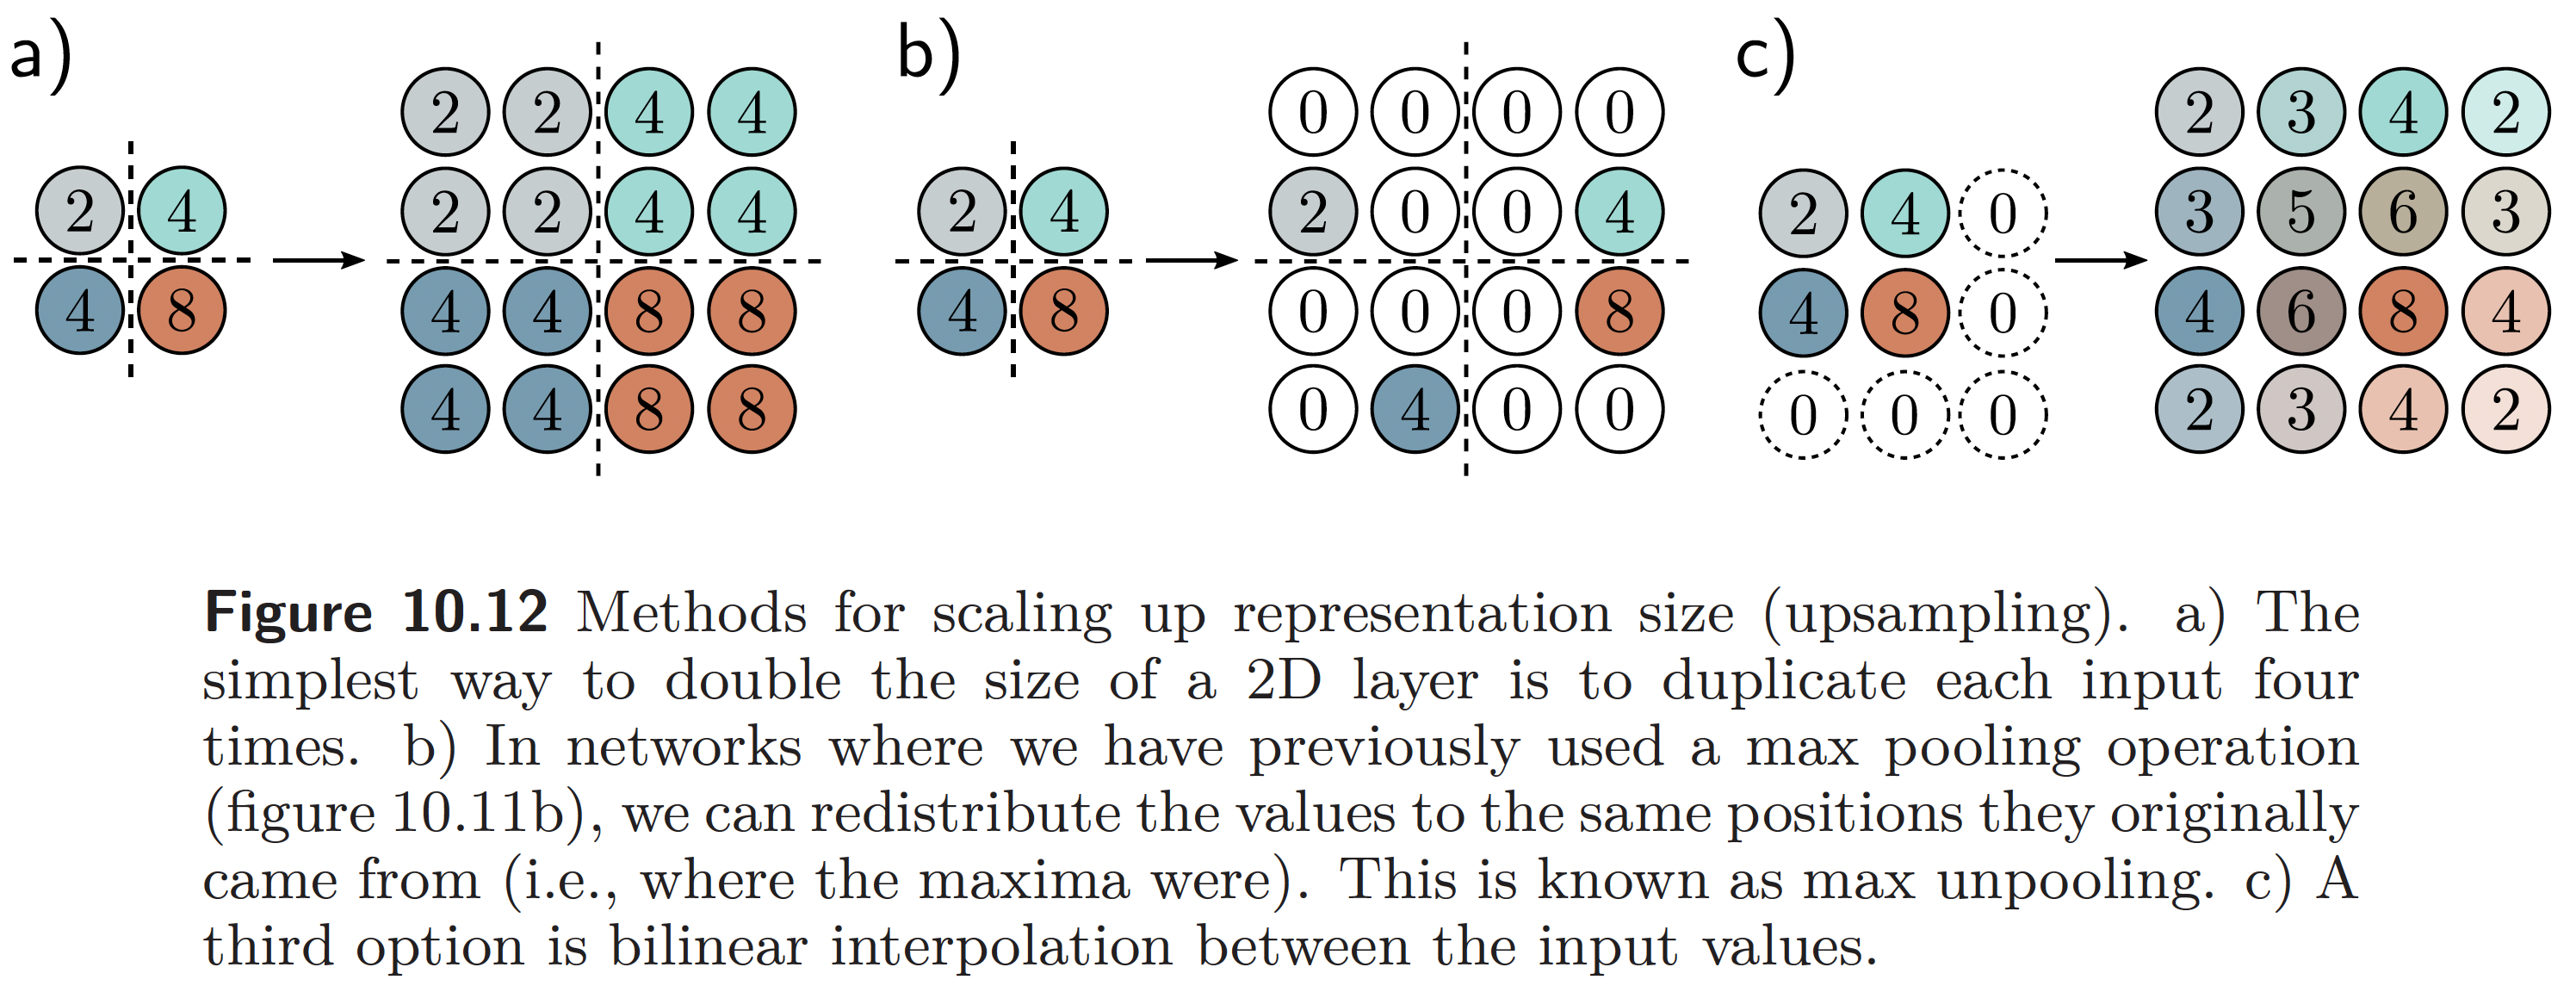 a)
2 2 4 4
2 4 2 2 4 4
4 8 4 4 8 8
4 4 8 8
b)
0 0 0 0
2 4 2 0 0 4
4 8 0 0 0 8
0 4 0 0
c)
2 3 4 2
2 4 0 3 5 6 3
4 8 0 4 6 8 4
0 0 0 2 3 4 2
Figure 10.12 Methods for scaling up representation size (upsampling). a) The
simplest way to double the size of a 2D layer is to duplicate each input four
times. b) In networks where we have previously used a max pooling operation
(figure 10.11b), we can redistribute the values to the same positions they originally
came from (i.e., where the maxima were). This is known as max unpooling. c) A
third option is bilinear interpolation between the input values.